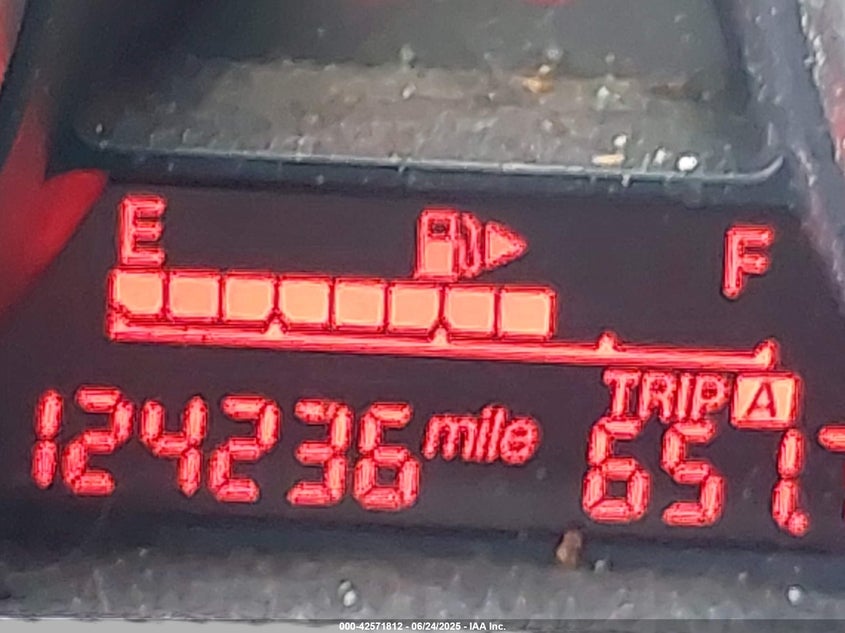 E F
TRIP A
124236 mile 651.
000-42571812 - 06/24/2025 - IAA Inc.